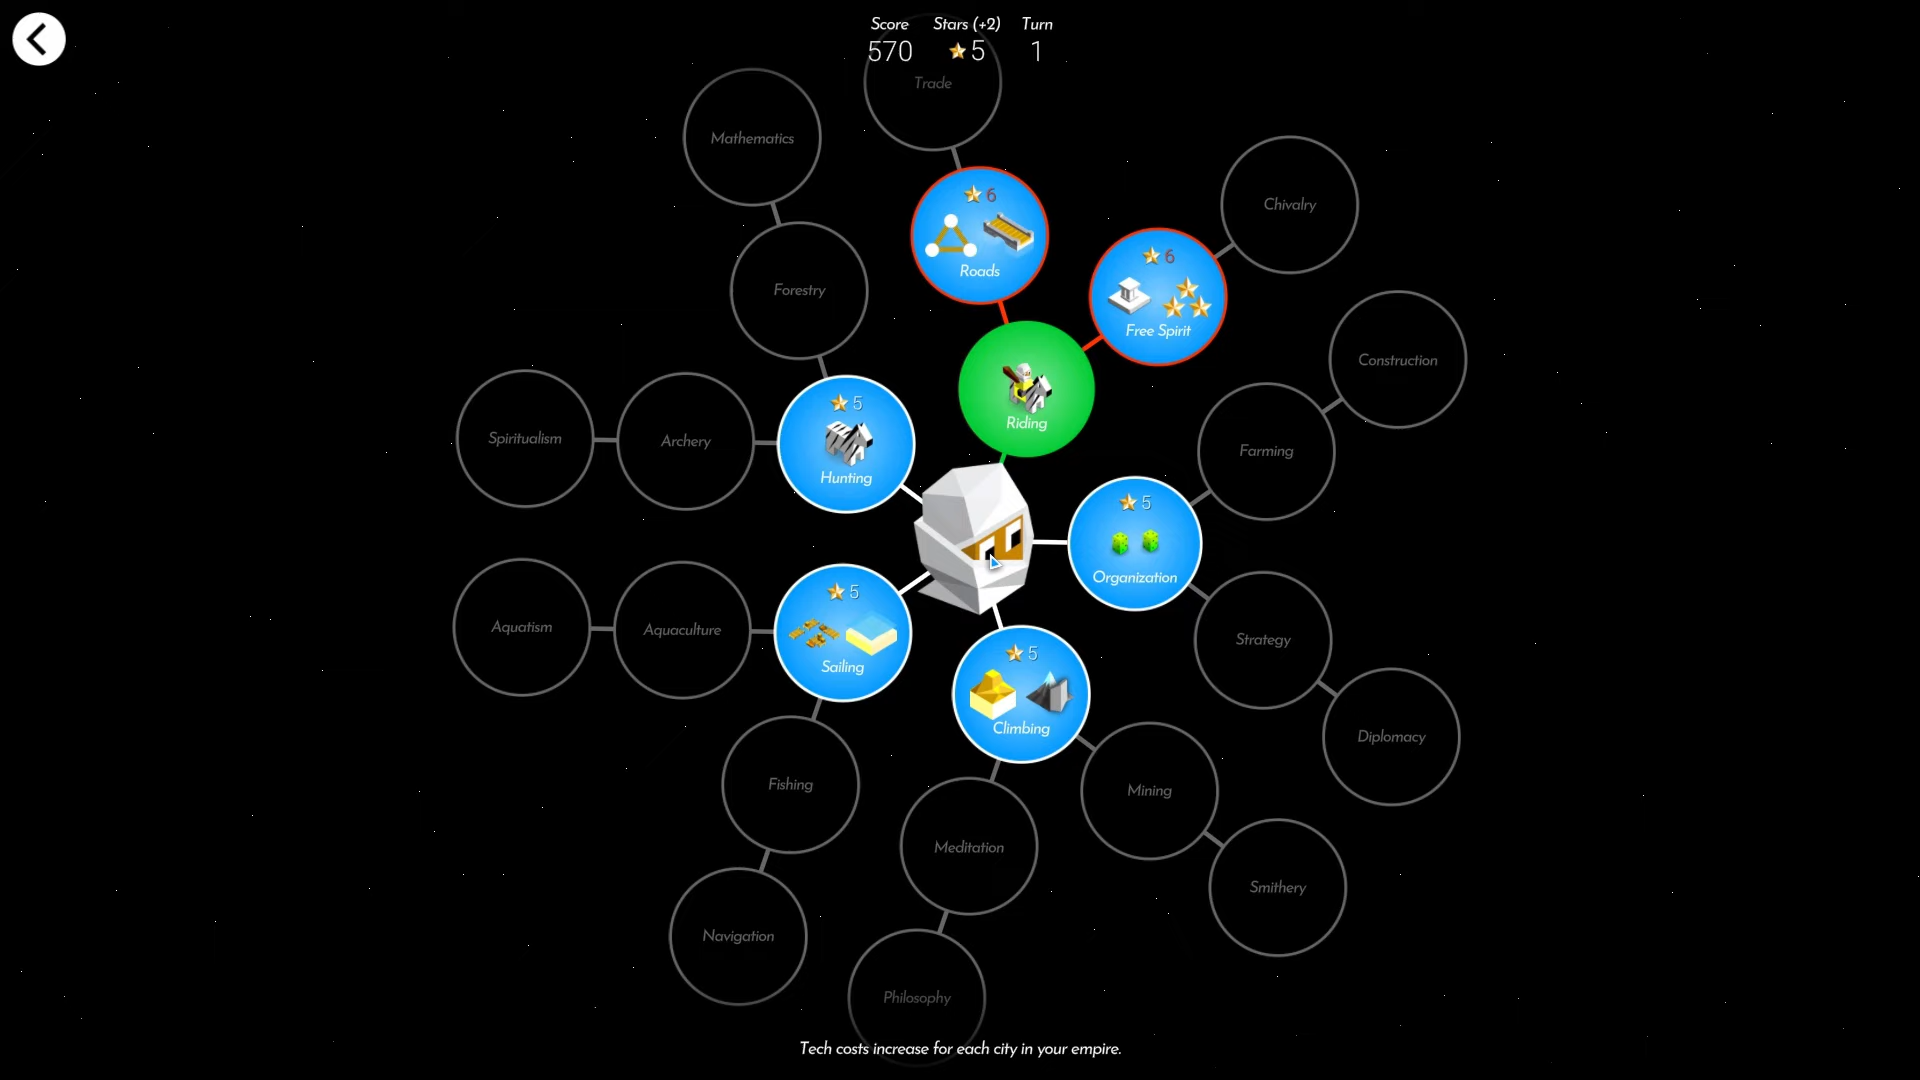 Score Stars (+2) Turn
570 5 1
Trade
Mathematics
6
Roads
Chivalry
6
Free Spirit
Forestry
Construction
Riding
5
Hunting
Spiritualism
Archery
Farming
5
Organization
Aquatism
Aquaculture
5
Sailing
Strategy
5
Climbing
Diplomacy
Fishing
Mining
Meditation
Smithery
Navigation
Philosophy
Tech costs increase for each city in your empire.